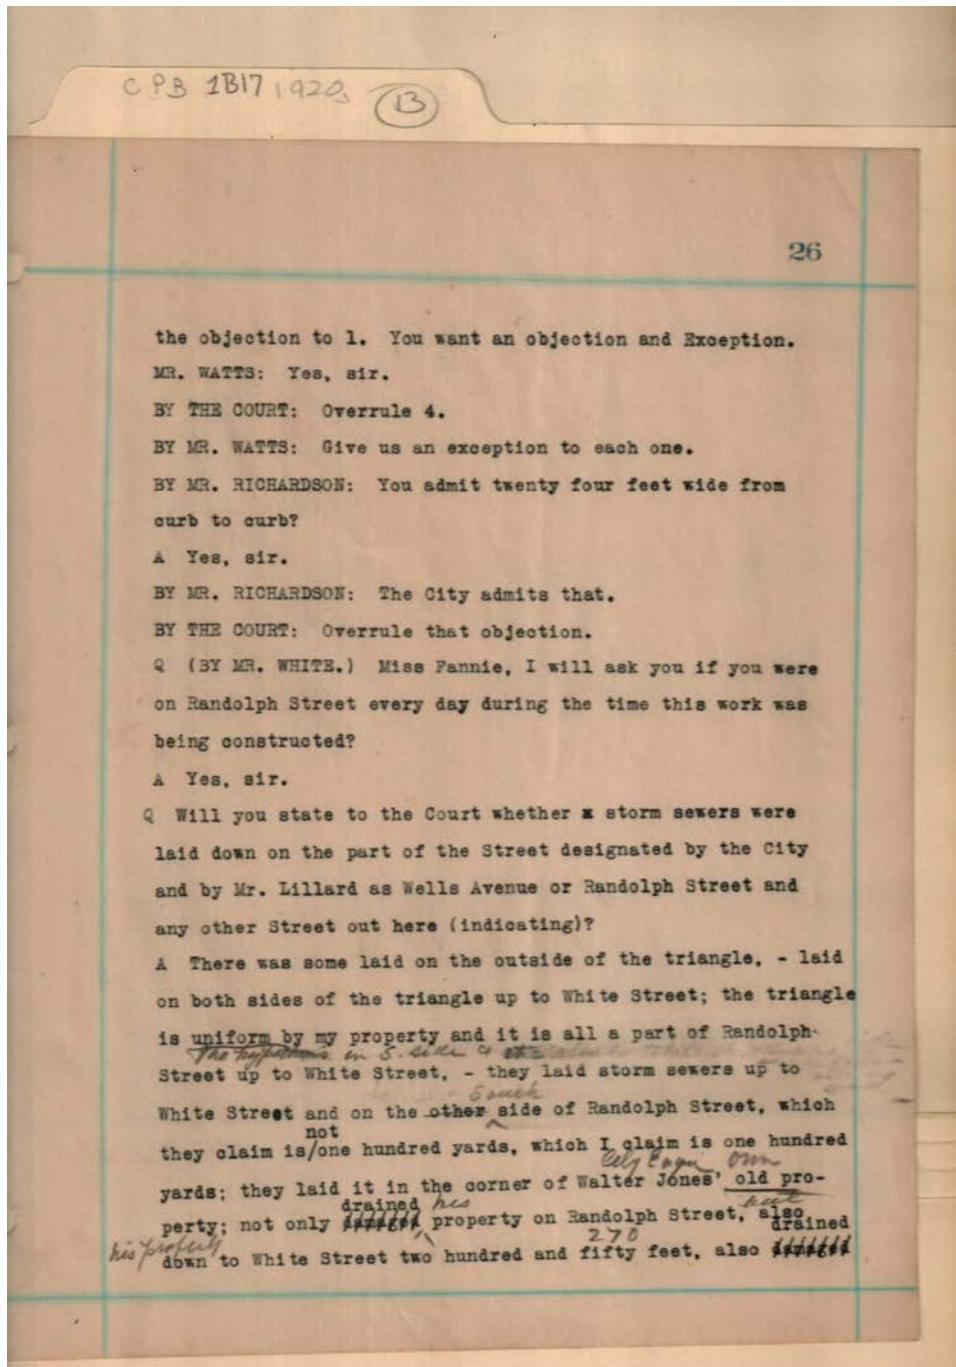 CPB 1B17 1920s 13
26
the objection to 1. You want an objection and Exception.
MR. WATTS: Yes, sir.
BY THE COURT: Overrule 4.
BY MR. WATTS: Give us an exception to each one.
BY MR. RICHARDSON: You admit twenty four feet wide from
curb to curb?
A Yes, sir.
BY MR. RICHARDSON: The City admits that.
BY THE COURT: Overrule that objection.
Q (BY MR. WHITE.) Miss Fannie, I will ask you if you were
on Randolph Street every day during the time this work was
being constructed?
A Yes, sir.
Q Will you state to the Court whether x storm sewers were
laid down on the part of the Street designated by the City
and by Mr. Lillard as Wells Avenue or Randolph Street and
any other Street out here (indicating)?
A There was some laid on the outside of the triangle, - laid
on both sides of the triangle up to White Street; the triangle
is uniform by my property and it is all a part of Randolph
The in S. side
Street up to White Street, - they laid storm sewers up to
South
White Street and on the other side of Randolph Street, which
not
they claim is/one hundred yards, which I claim is one hundred
City Engin own
yards; they laid it in the corner of Walter Jones' old pro-
drained his but
perty; not only property on Randolph Street, also
drained
his property 270
down to White Street two hundred and fifty feet, also